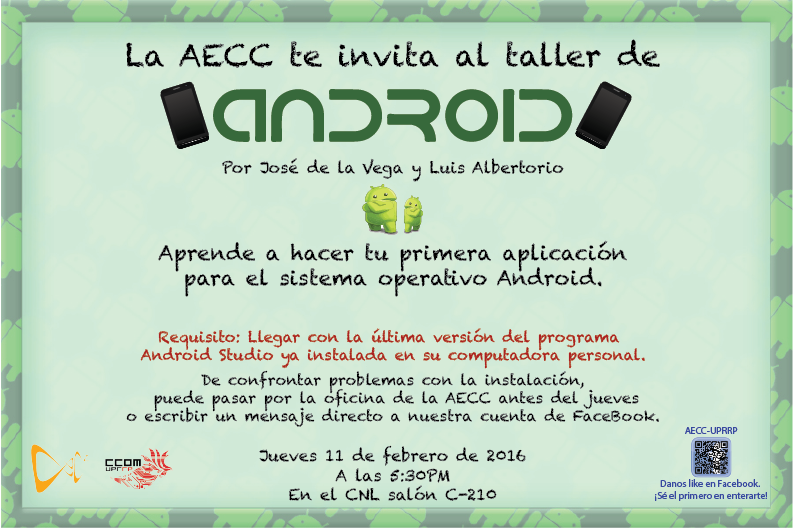 La AECC te invita al taller de
ANDROID
Por José de la Vega y Luis Albertorio
Aprende a hacer tu primera aplicación
para el sistema operativo Android.
Requisito: Llegar con la última versión del programa
Android Studio ya instalada en su computadora personal.
De confrontar problemas con la instalación,
puede pasar por la oficina de la AECC antes del jueves
o escribir un mensaje directo a nuestra cuenta de FaceBook.
Jueves 11 de febrero de 2016
A las 5:30PM
En el CNL salón C-210
CCOM
UPRRP
AECC-UPRRP
Danos like en Facebook.
¡Sé el primero en enterarte!